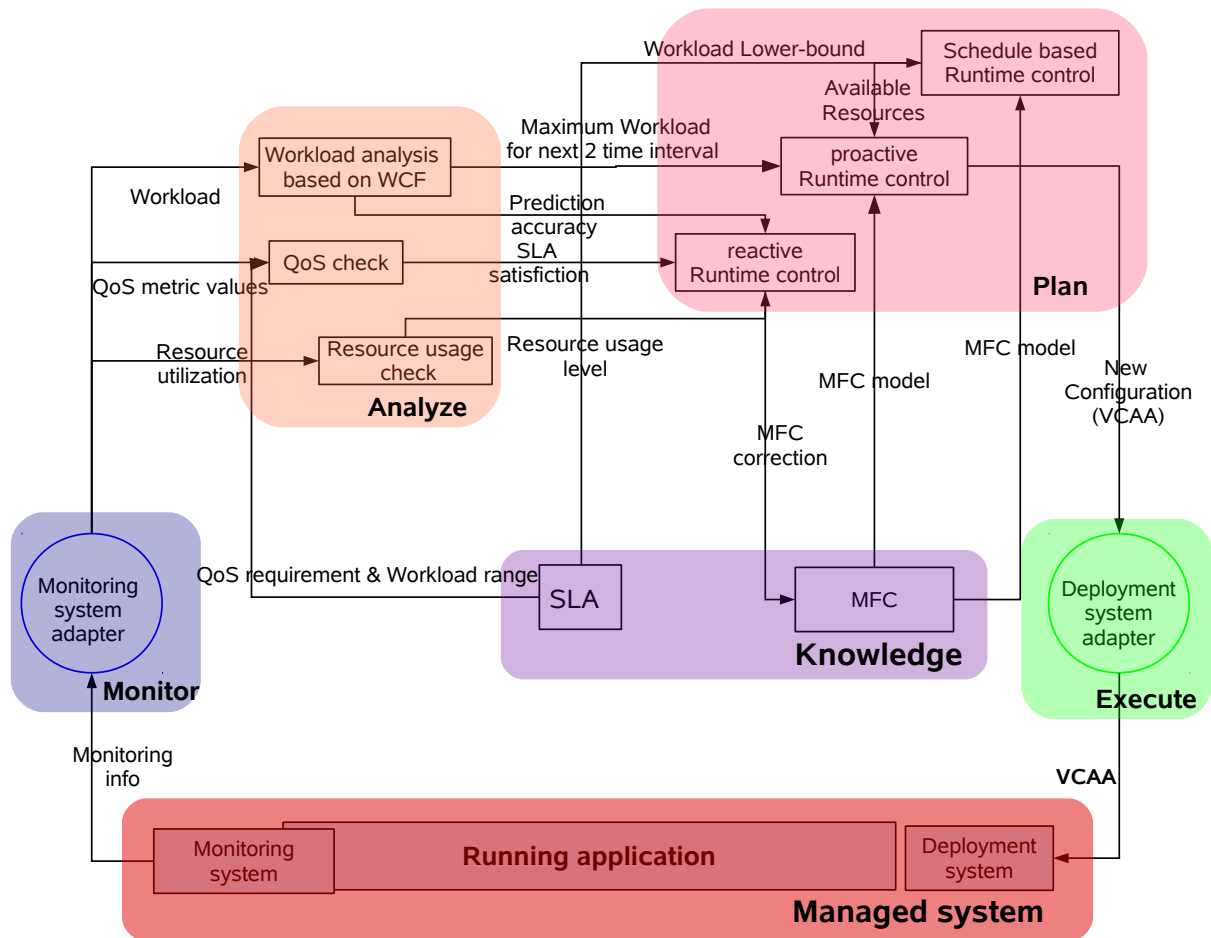 Workload Lower-bound
Schedule based
Runtime control
Available
Resources
Maximum Workload
for next 2 time interval
Workload analysis
based on WCF
proactive
Runtime control
Workload
Prediction
accuracy
SLA
satisfiction
QoS check
reactive
Runtime control
QoS metric values
Plan
Resource
utilization
Resource usage
check
Resource usage
level
MFC model
MFC model
New
Configuration
(VCAA)
Analyze
MFC
correction
QoS requirement & Workload range
Monitoring
system
adapter
SLA
MFC
Deployment
system
adapter
Knowledge
Monitor
Execute
Monitoring
info
VCAA
Monitoring
system
Running application
Deployment
system
Managed system